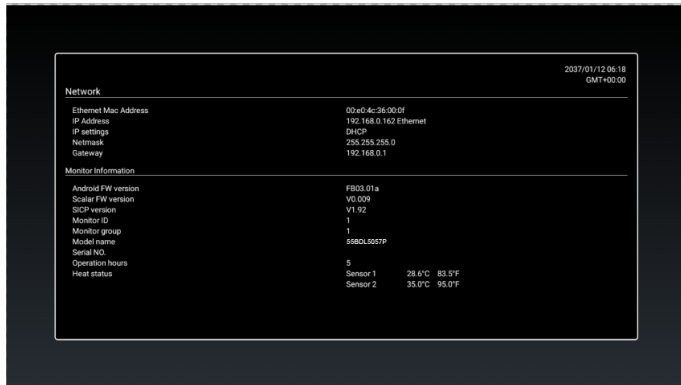 2037/01/12 06:18
GMT+00:00
Network
Ethernet Mac Address 00:e0:4c:36:00:0f
IP Address 192.168.0.162 Ethernet
IP settings DHCP
Netmask 255.255.255.0
Gateway 192.168.0.1
Monitor Information
Android FW version FB03.01a
Scalar FW version V0.009
SICP version V1.92
Monitor ID 1
Monitor group 1
Model name 55BDL5057P
Serial NO.
Operation hours 5
Heat status Sensor 1 28.6°C 83.5°F
Sensor 2 35.0°C 95.0°F